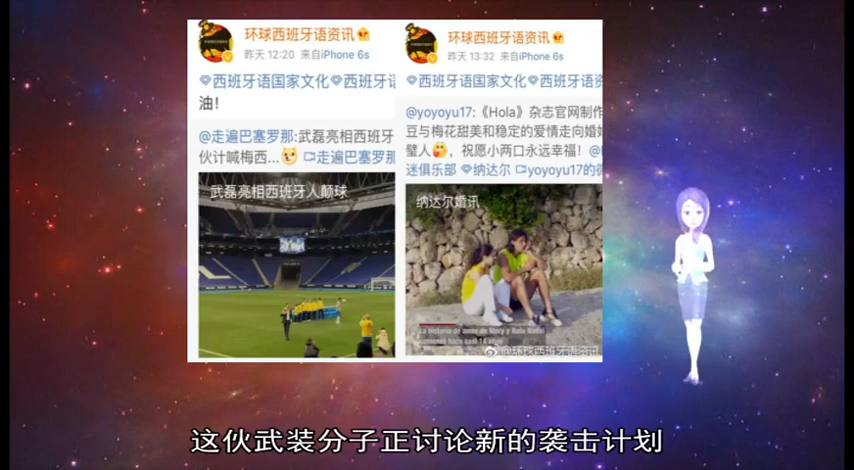 环球西班牙语资讯
昨天 12:20 来自iPhone 6s
西班牙语国家文化 西班牙语
油！
@走遍巴塞罗那:武磊亮相西班牙
伙计喊梅西... 走遍巴塞罗那
武磊亮相西班牙人颠球
环球西班牙语资讯
昨天 13:32 来自iPhone 6s
西班牙语国家文化 西班牙语资
@yoyoyu17:《Hola》杂志官网制作
豆与梅花甜美和稳定的爱情走向婚姻
璧人 ，祝愿小两口永远幸福！@
迷俱乐部 纳达尔 yoyoyu17的微
纳达尔婚讯
La historia de amor de Mery y Rafa Nadal
comienza hace casi 14 años
@环球西班牙语资讯
这伙武装分子正讨论新的袭击计划